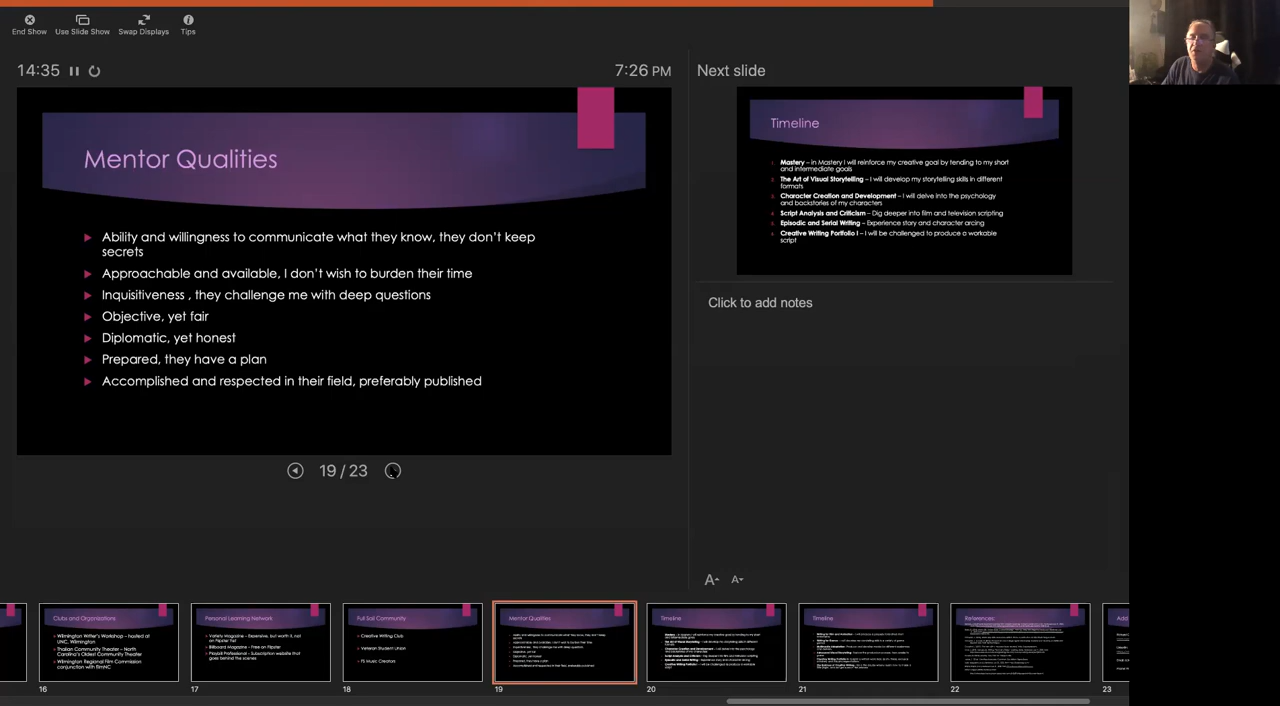 End Show
Use Slide Show
Swap Displays
Tips
14:35
7:26 PM
Next slide
Mentor Qualities
Ability and willingness to communicate what they know, they don't keep
secrets
Approachable and available, I don't wish to burden their time
Inquisitiveness , they challenge me with deep questions
Objective, yet fair
Diplomatic, yet honest
Prepared, they have a plan
Accomplished and respected in their field, preferably published
19 / 23
Timeline
Mastery – in Mastery I will reinforce my creative goal by tending to my short
and intermediate goals
The Art of Visual Storytelling – I will develop my storytelling skills in different
formats
Character Creation and Development – I will delve into the psychology
and backstories of my characters
Script Analysis and Criticism – Dig deeper into film and television scripting
Episodic and Serial Writing – Experience story and character arcing
Creative Writing Portfolio I – I will be challenged to produce a workable
script
Click to add notes
A
A
Clubs and Organizations
Wilmington Writer's Workshop – hosted at
UNC, Wilmington
Thalian Community Theater – North
Carolina's Oldest Community Theater
Wilmington Regional Film Commission
conjunction with FilmNC
16
Personal Learning Network
Variety Magazine – Expensive, but worth it, not
on Flipster Yet
Billboard Magazine – Free on Flipster
Playbill Professional – Subscription website that
goes behind the scenes
17
Full Sail Community
Creative Writing Club
Veteran Student Union
FS Music Creators
18
Mentor Qualities
19
Timeline
20
Timeline
21
References
22
Add
23